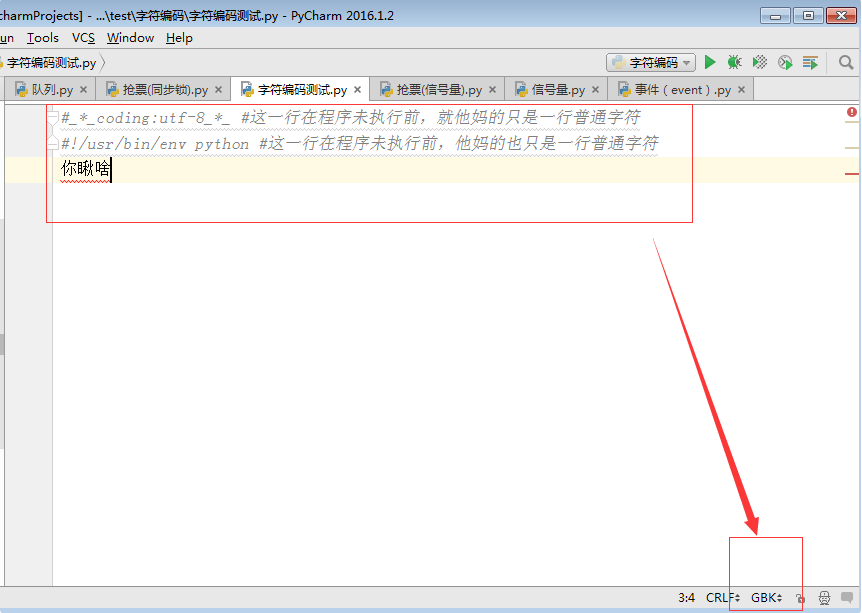 charmProjects] - ...\test\字符编码\字符编码测试.py - PyCharm 2016.1.2
un Tools VCS Window Help
字符编码测试.py 字符编码
队列.py 抢票(同步锁).py 字符编码测试.py 抢票(信号量).py 信号量.py 事件（event）.py
#_*_coding:utf-8_*_ #这一行在程序未执行前，就他妈的只是一行普通字符
#!/usr/bin/env python #这一行在程序未执行前，他妈的也只是一行普通字符
你瞅啥
3:4 CRLF GBK